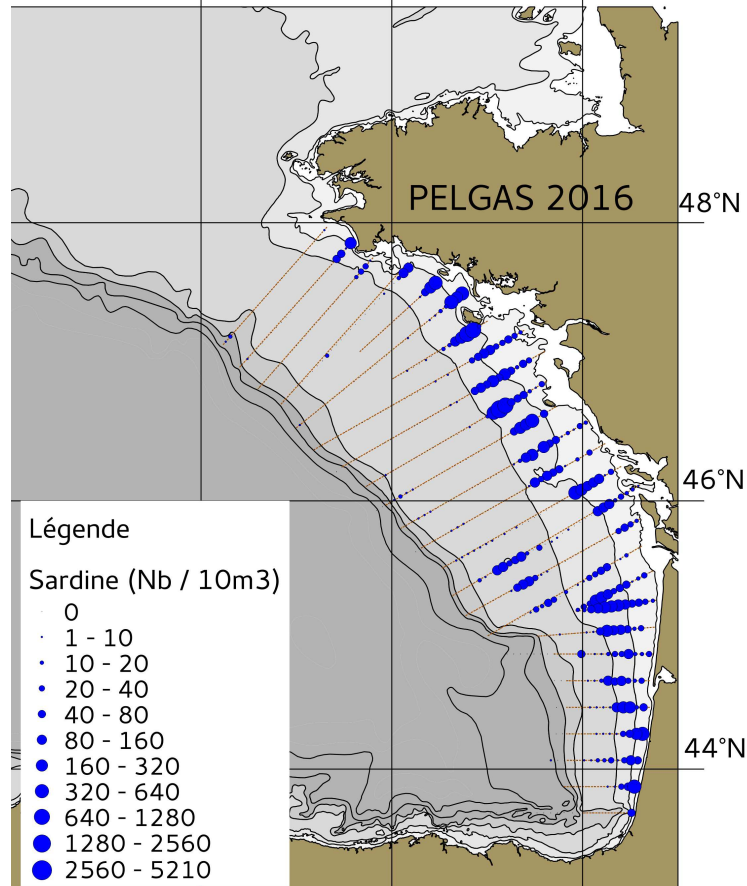 PELGAS 2016
48°N
46°N
44°N
Légende
Sardine (Nb / 10m3)
0
1 - 10
10 - 20
20 - 40
40 - 80
80 - 160
160 - 320
320 - 640
640 - 1280
1280 - 2560
2560 - 5210